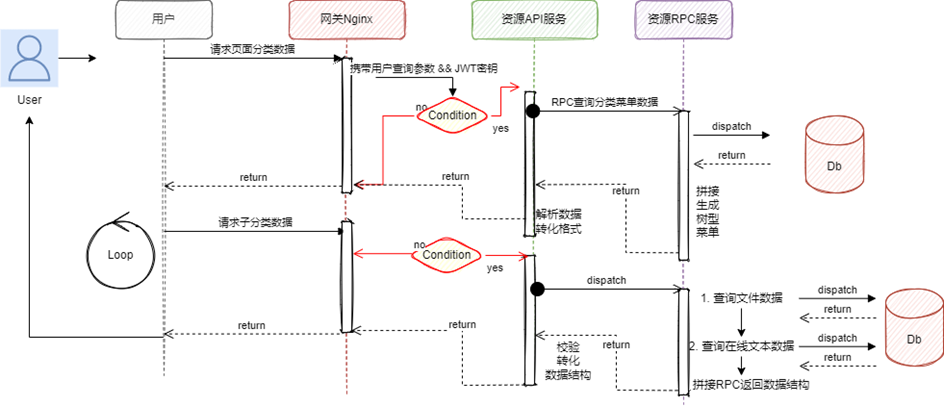 用户
网关Nginx
资源API服务
资源RPC服务
User
请求页面分类数据
携带用户查询参数 && JWT密钥
no
Condition
yes
RPC查询分类菜单数据
dispatch
return
Db
return
return
return
拼接
生成
树型
菜单
解析数据
转化格式
请求子分类数据
Loop
no
Condition
yes
dispatch
1. 查询文件数据
dispatch
return
2. 查询在线文本数据
dispatch
return
Db
return
return
return
校验
转化
数据结构
拼接RPC返回数据结构